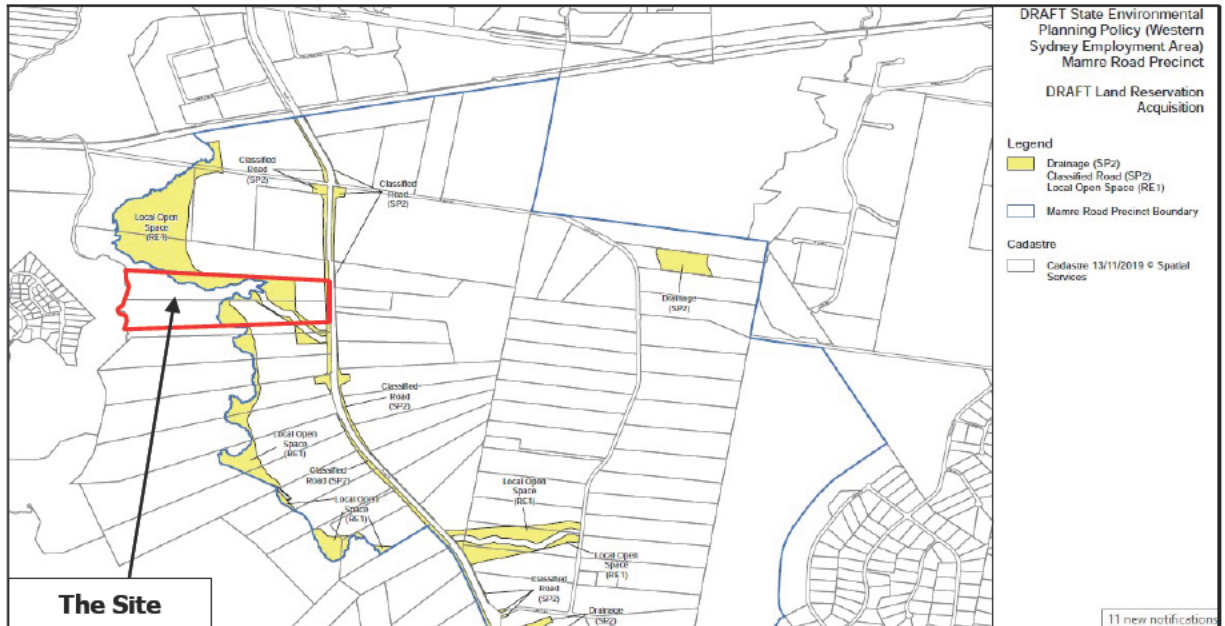 DRAFT State Environmental
Planning Policy (Western
Sydney Employment Area)
Mamre Road Precinct
DRAFT Land Reservation
Acquisition
Legend
Drainage (SP2)
Classified Road (SP2)
Local Open Space (RE1)
Mamre Road Precinct Boundary
Cadastre
Cadastre 13/11/2019 © Spatial
Services
Classified
Road
(SP2)
Classified
Road
(SP2)
Local Open
Space
(RE1)
Drainage
(SP2)
Classified
Road
(SP2)
Local Open
Space
(RE1)
Classified
Road (SP2)
Local Open
Space
(RE1)
Local Open
Space
(RE1)
Local Open
Space
(RE1)
Classified
Road
(SP2)
Drainage
(SP2)
The Site
11 new notifications